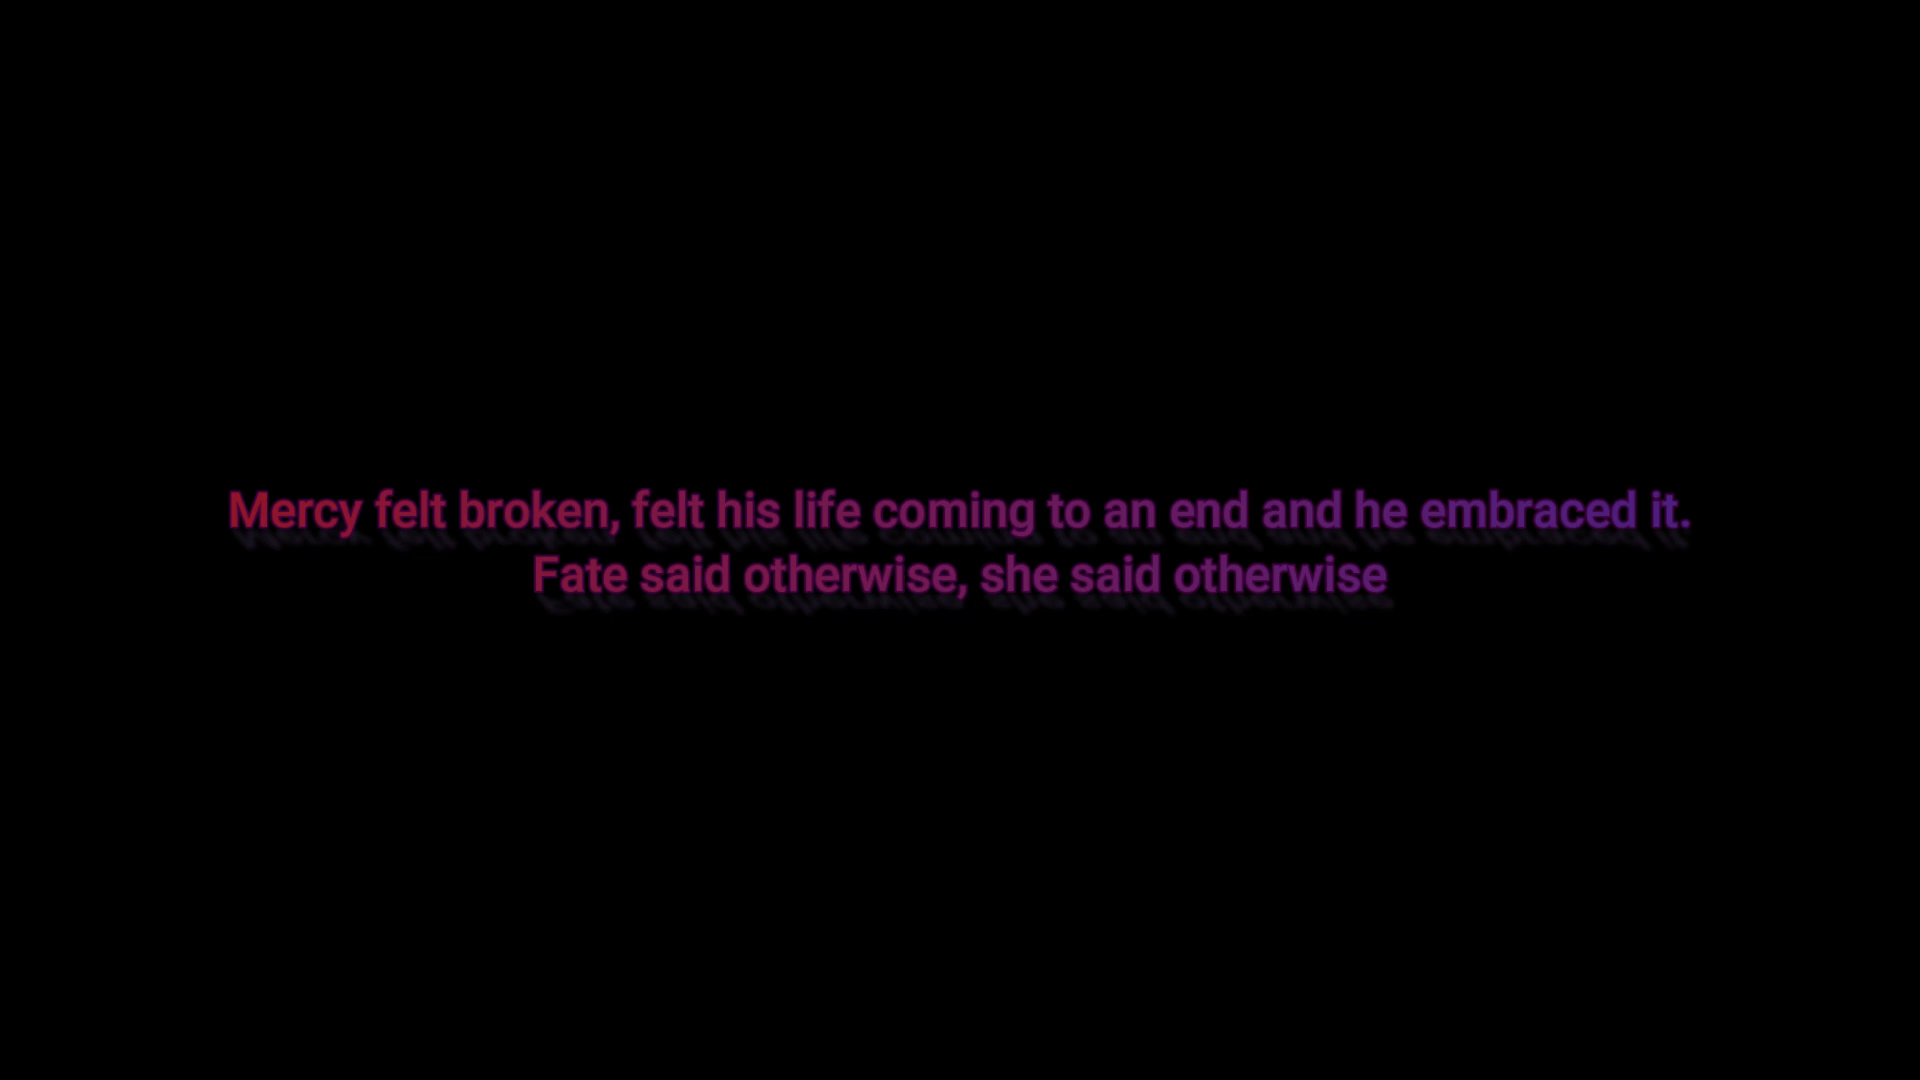 Mercy felt broken, felt his life coming to an end and he embraced it.
Fate said otherwise, she said otherwise